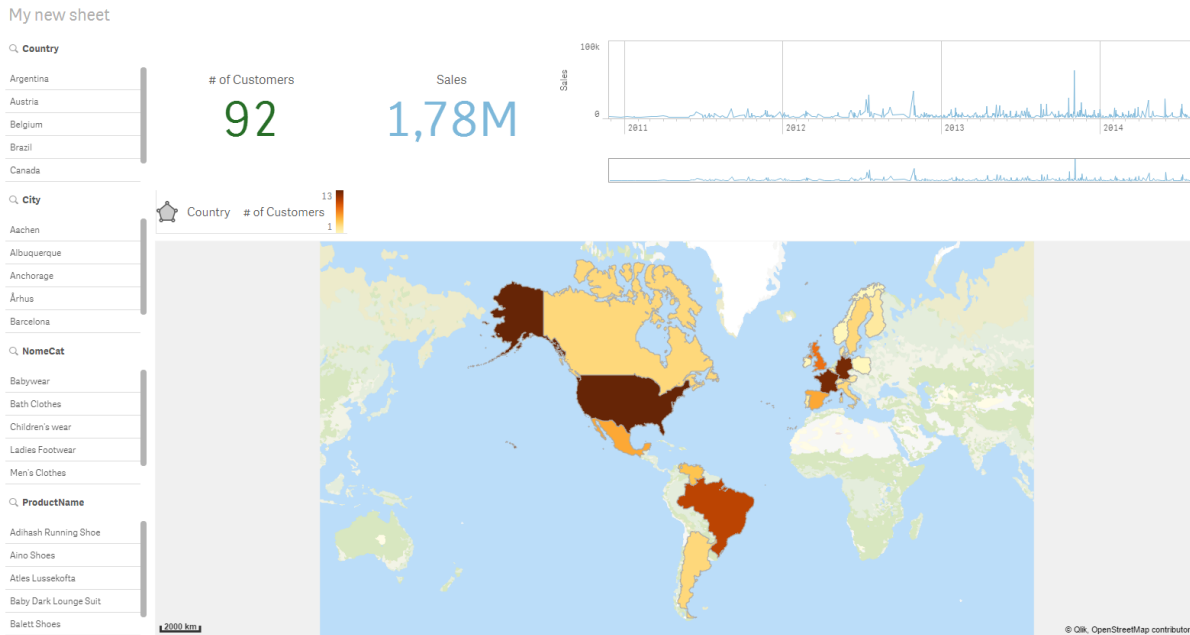 My new sheet
Country
Argentina
Austria
Belgium
Brazil
Canada
City
Aachen
Albuquerque
Anchorage
Århus
Barcelona
NomeCat
Babywear
Bath Clothes
Children's wear
Ladies Footwear
Men's Clothes
ProductName
Adihash Running Shoe
Aino Shoes
Atles Lussekofta
Baby Dark Lounge Suit
Balett Shoes
# of Customers
92
Sales
1,78M
100k
Sales
0
2011 2012 2013 2014
Country # of Customers
13
1
2000 km
© Qlik, OpenStreetMap contributor